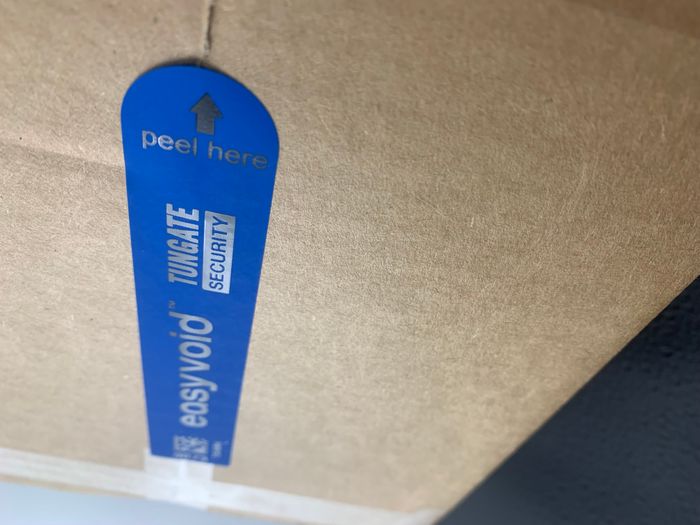 peel here
TUNGATE
SECURITY
easyvoid™